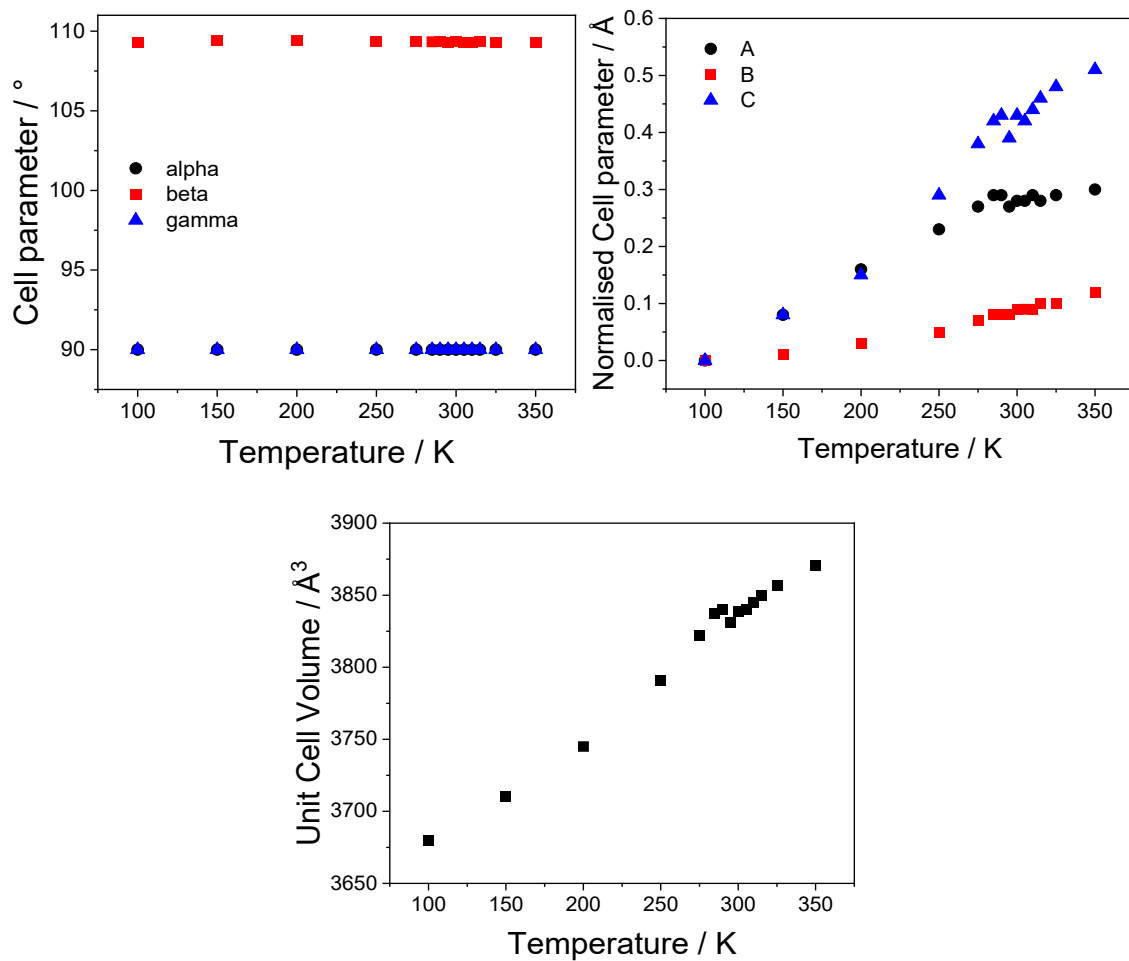 110
105
100
95
90
Cell parameter / °
alpha
beta
gamma
100 150 200 250 300 350
Temperature / K
0.6
0.5
0.4
0.3
0.2
0.1
0.0
Normalised Cell parameter / Å
A
B
C
100 150 200 250 300 350
Temperature / K
3900
3850
3800
3750
3700
3650
Unit Cell Volume / Å³
100 150 200 250 300 350
Temperature / K